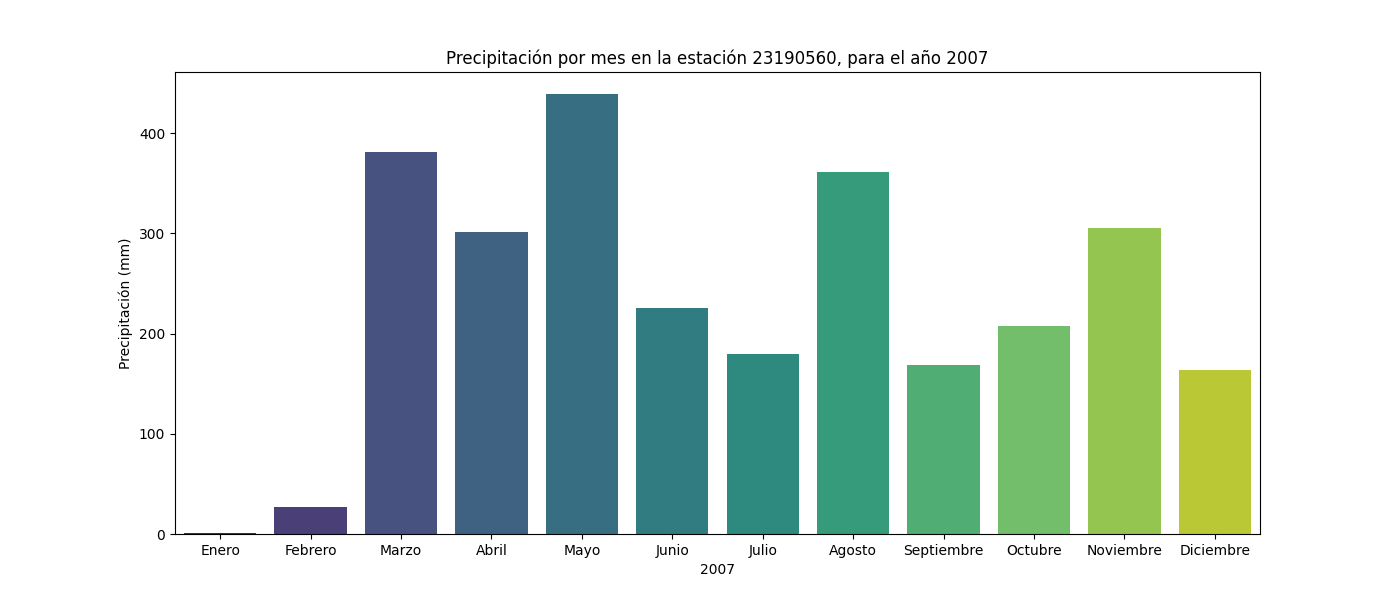 Precipitación por mes en la estación 23190560, para el año 2007
Precipitación (mm)
400
300
200
100
0
Enero Febrero Marzo Abril Mayo Junio Julio Agosto Septiembre Octubre Noviembre Diciembre
2007